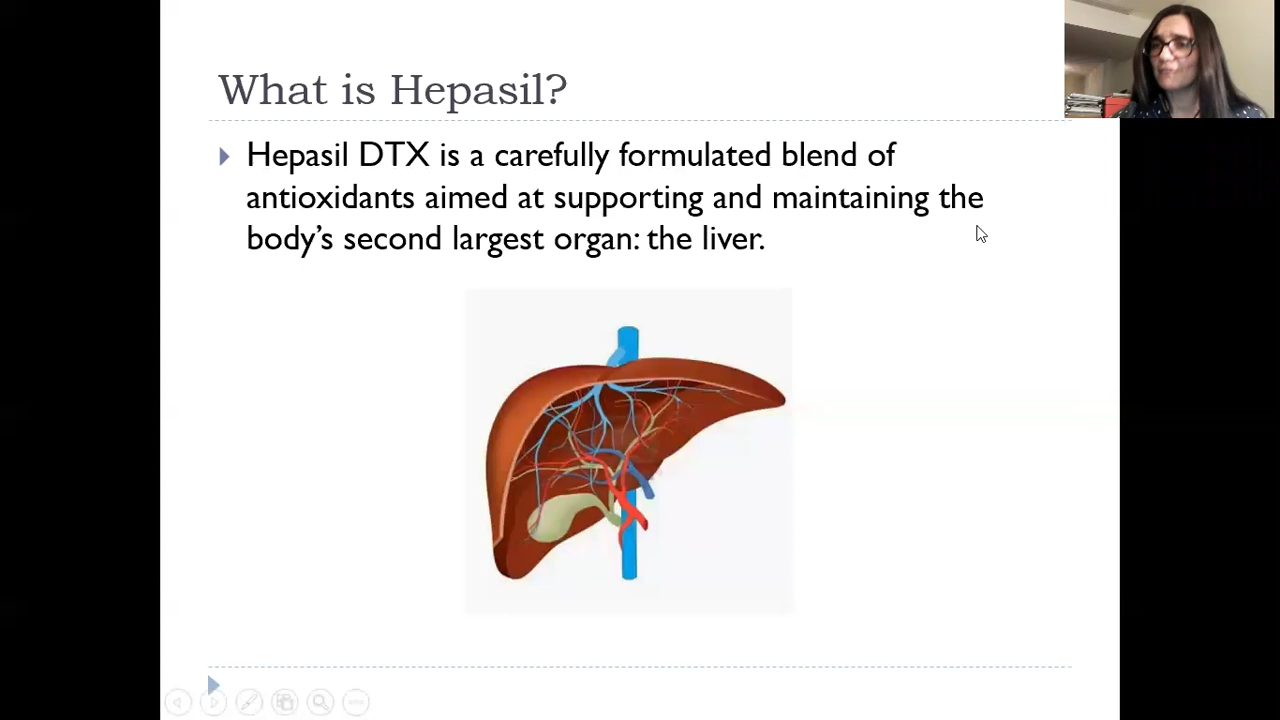 What is Hepasil?
Hepasil DTX is a carefully formulated blend of
antioxidants aimed at supporting and maintaining the
body’s second largest organ: the liver.